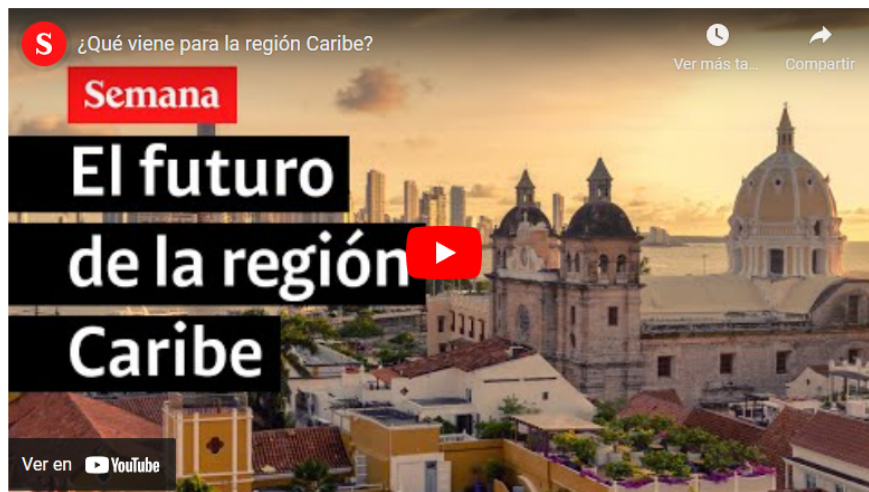 S
¿Qué viene para la región Caribe?
Ver más ta...
Compartir
Semana
El futuro
de la región
Caribe
Ver en YouTube